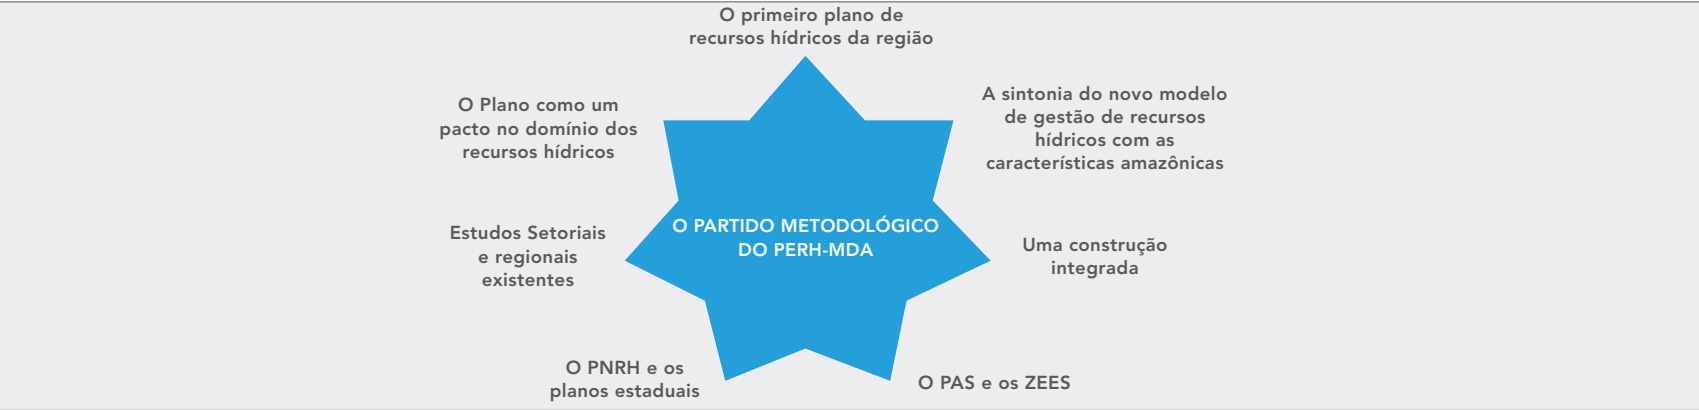 O primeiro plano de
recursos hídricos da região
A sintonia do novo modelo
de gestão de recursos
hídricos com as
características amazônicas
Uma construção
integrada
O PAS e os ZEES
O PNRH e os
planos estaduais
Estudos Setoriais
e regionais
existentes
O Plano como um
pacto no domínio dos
recursos hídricos
O PARTIDO METODOLÓGICO
DO PERH-MDA